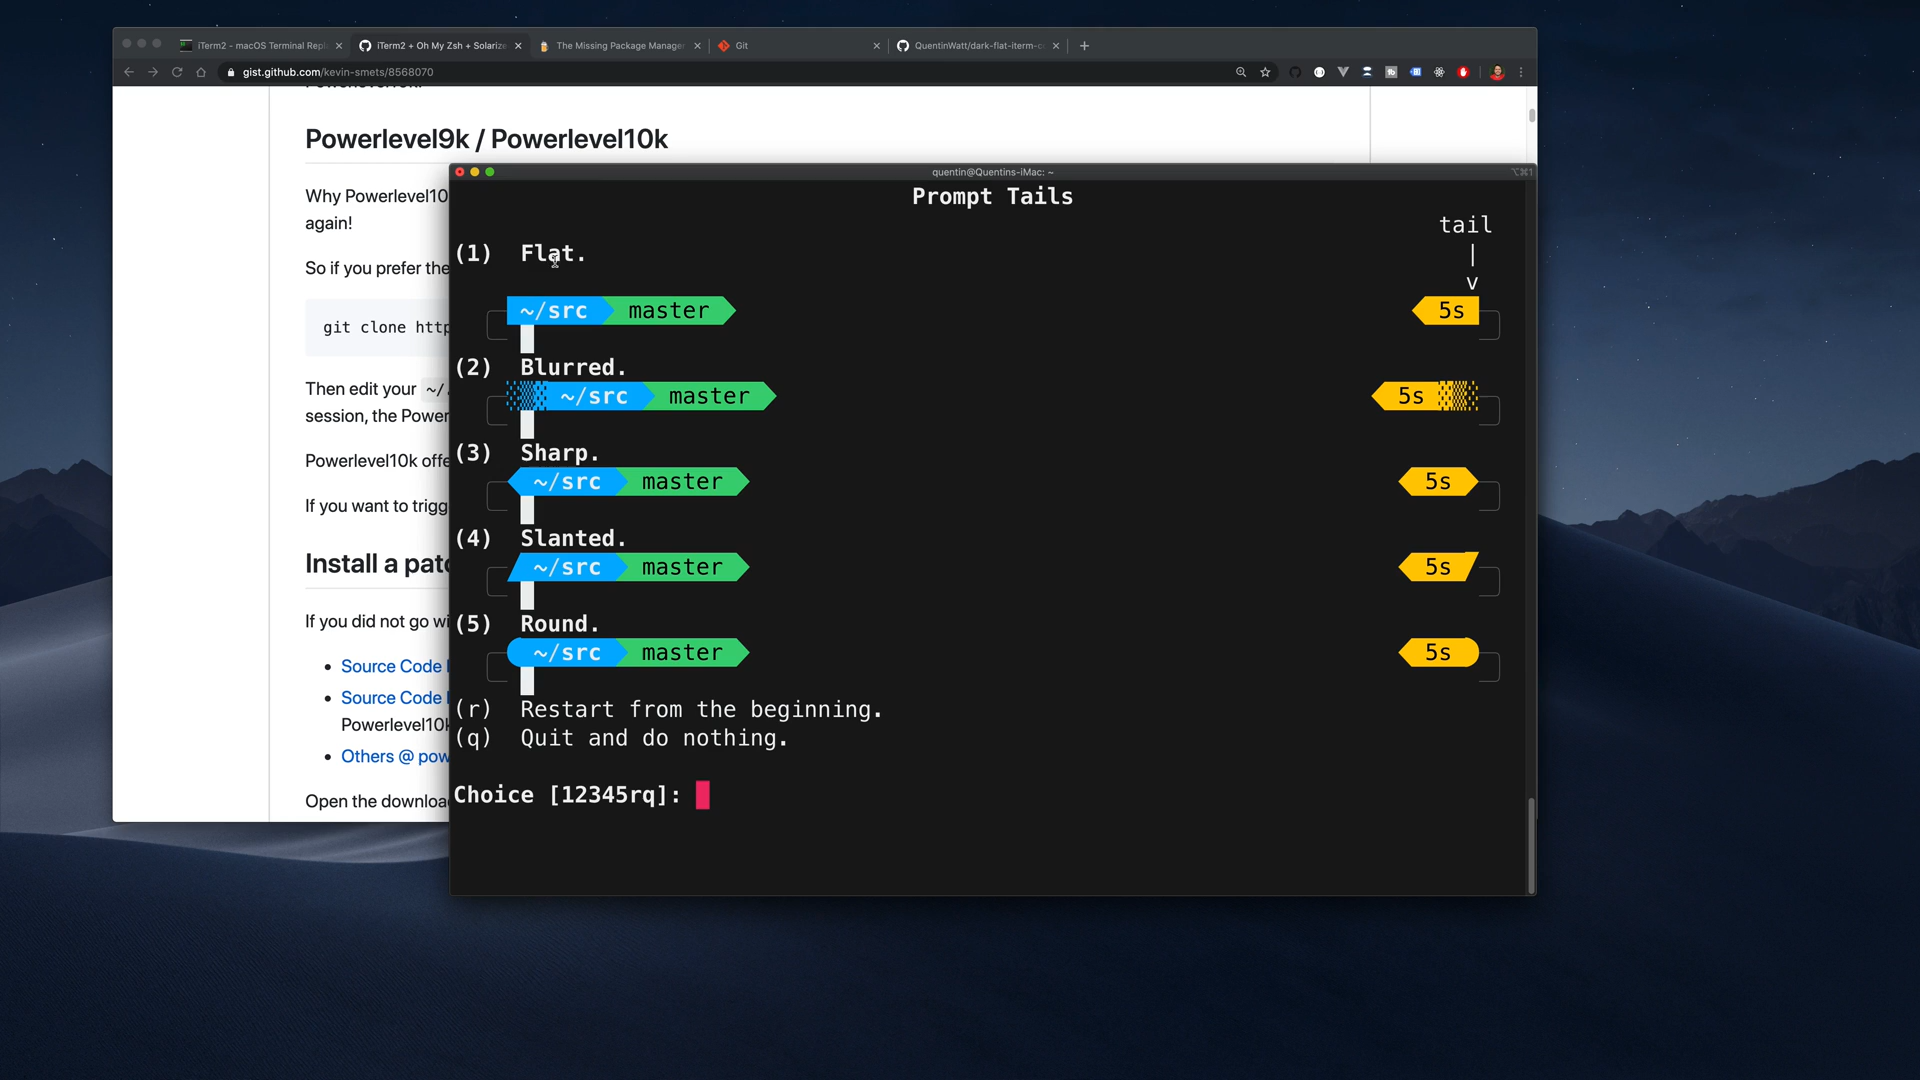 iTerm2 - macOS Terminal Repl
iTerm2 + Oh My Zsh + Solarize
The Missing Package Manager
Git
QuentinWatt/dark-flat-iterm-c
gist.github.com/kevin-smets/8568070
Powerlevel9k / Powerlevel10k
Why Powerlevel10
again!
So if you prefer the
git clone http
Then edit your ~/.
session, the Power
Powerlevel10k offe
If you want to trigg
Install a patc
If you did not go wi
Source Code
Source Code
Powerlevel10k
Others @ pow
Open the downloa
quentin@Quentins-iMac: ~
⌥⌘1
Prompt Tails
tail
|
v
(1) Flat.
~/src master 5s
(2) Blurred.
~/src master 5s
(3) Sharp.
~/src master 5s
(4) Slanted.
~/src master 5s
(5) Round.
~/src master 5s
(r) Restart from the beginning.
(q) Quit and do nothing.
Choice [12345rq]: